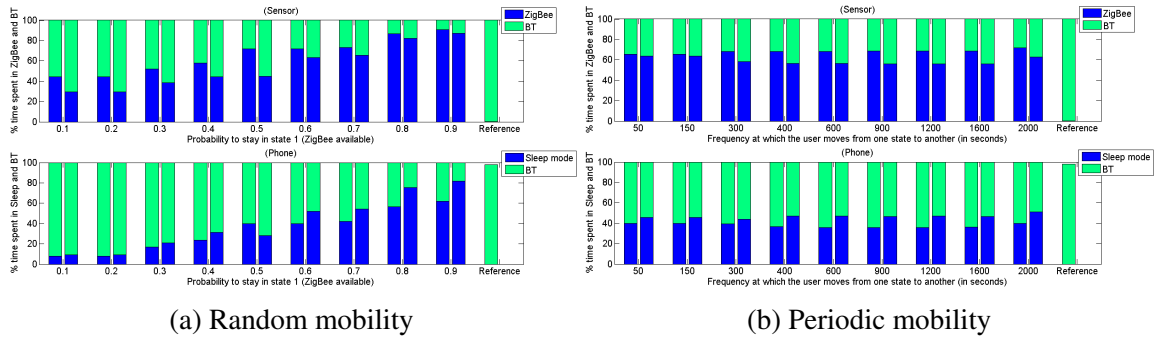 (Sensor)
% time spent in ZigBee and BT
100
80
60
40
20
0
0.1 0.2 0.3 0.4 0.5 0.6 0.7 0.8 0.9 Reference
Probability to stay in state 1 (ZigBee available)
ZigBee
BT
(Phone)
% time spent in Sleep and BT
100
80
60
40
20
0
0.1 0.2 0.3 0.4 0.5 0.6 0.7 0.8 0.9 Reference
Probability to stay in state 1 (ZigBee available)
Sleep mode
BT
(a) Random mobility
(Sensor)
% time spent in ZigBee and BT
100
80
60
40
20
0
50 150 300 400 600 900 1200 1600 2000 Reference
Frequency at which the user moves from one state to another (in seconds)
ZigBee
BT
(Phone)
% time spent in Sleep and BT
100
80
60
40
20
0
50 150 300 400 600 900 1200 1600 2000 Reference
Frequency at which the user moves from one state to another (in seconds)
Sleep mode
BT
(b) Periodic mobility